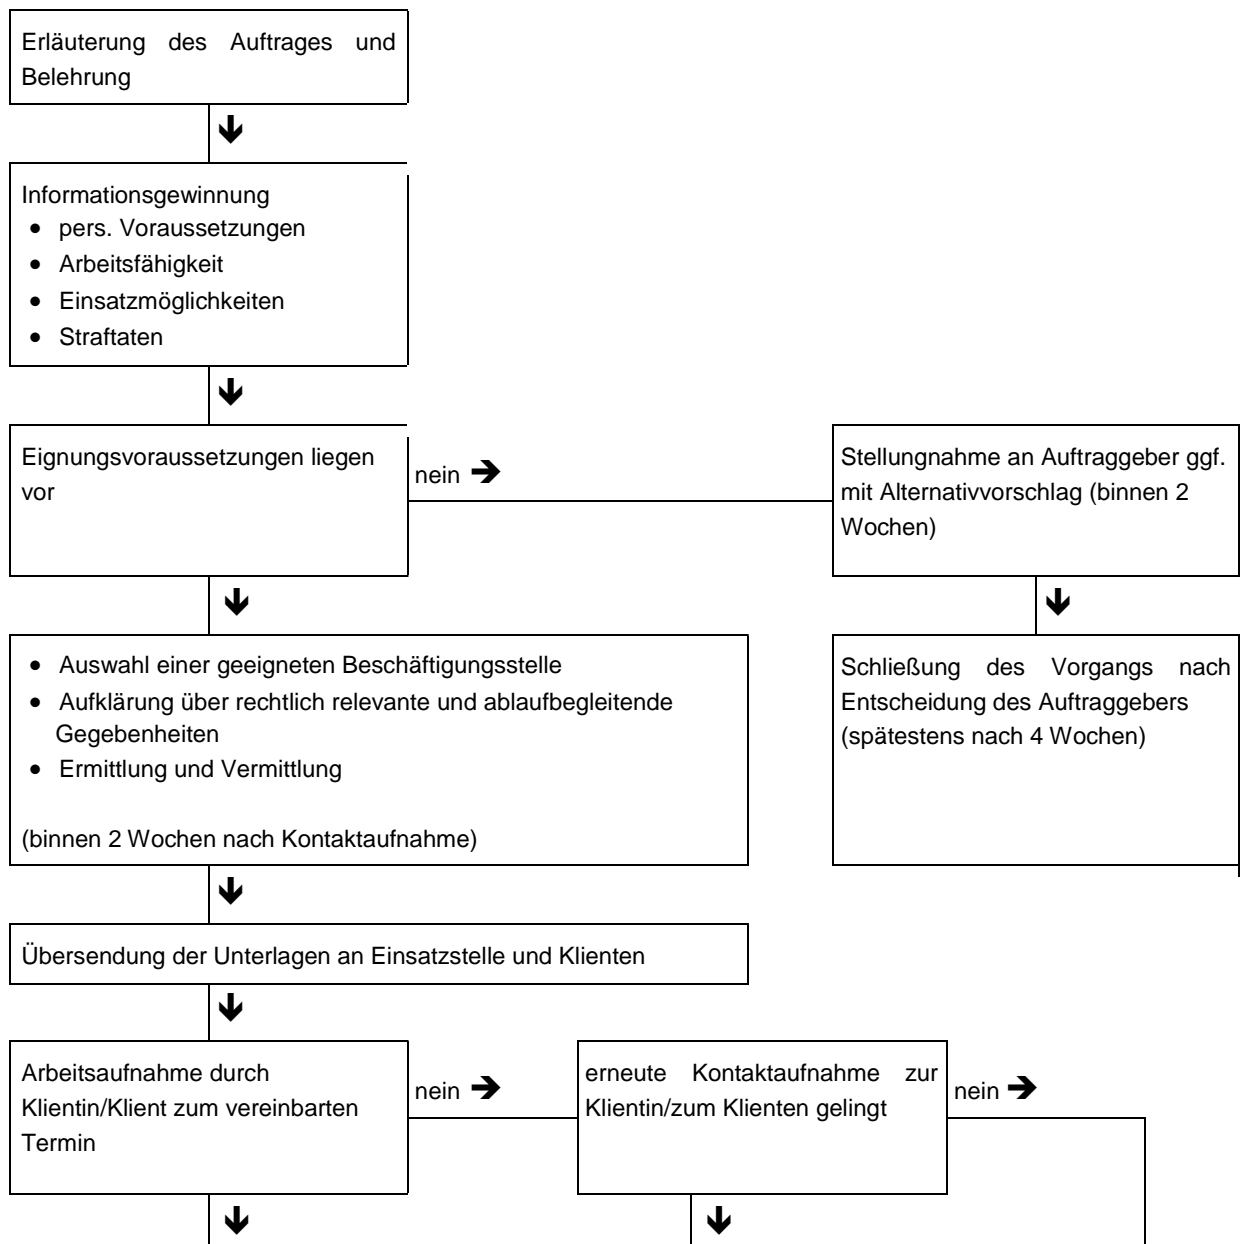 Erläuterung des Auftrages und
Belehrung
🡻
Informationsgewinnung
• pers. Voraussetzungen
• Arbeitsfähigkeit
• Einsatzmöglichkeiten
• Straftaten
🡻
Eignungsvoraussetzungen liegen
vor
nein 🡺
Stellungnahme an Auftraggeber ggf.
mit Alternativvorschlag (binnen 2
Wochen)
🡻
🡻
• Auswahl einer geeigneten Beschäftigungsstelle
• Aufklärung über rechtlich relevante und ablaufbegleitende
Gegebenheiten
• Ermittlung und Vermittlung
(binnen 2 Wochen nach Kontaktaufnahme)
Schließung des Vorgangs nach
Entscheidung des Auftraggebers
(spätestens nach 4 Wochen)
🡻
Übersendung der Unterlagen an Einsatzstelle und Klienten
🡻
Arbeitsaufnahme durch
Klientin/Klient zum vereinbarten
Termin
nein 🡺
erneute Kontaktaufnahme zur
Klientin/zum Klienten gelingt
nein 🡺
🡻
🡻